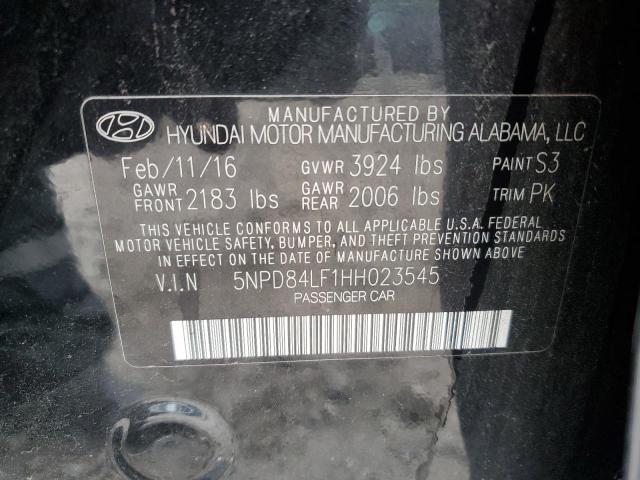 MANUFACTURED BY
HYUNDAI MOTOR MANUFACTURING ALABAMA, LLC
Feb/11/16 GVWR 3924 lbs PAINT S3
GAWR FRONT 2183 lbs GAWR REAR 2006 lbs TRIM PK
THIS VEHICLE CONFORMS TO ALL APPLICABLE U.S.A. FEDERAL
MOTOR VEHICLE SAFETY, BUMPER, AND THEFT PREVENTION
STANDARDS IN EFFECT ON THE DATE OF MANUFACTURE SHOWN ABOVE.
V.I.N 5NPD84LF1HH023545
PASSENGER CAR